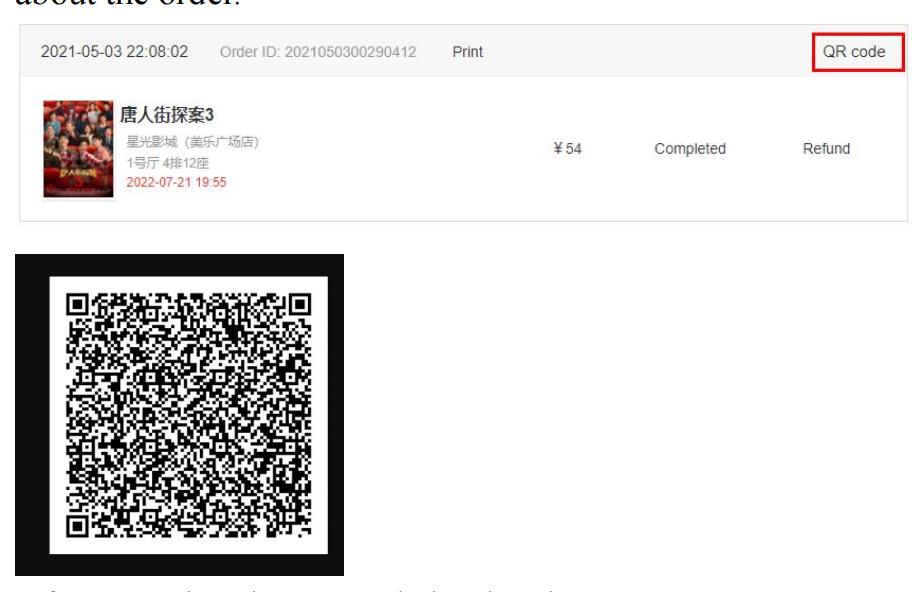 about the order.
2021-05-03 22:08:02 Order ID: 2021050300290412 Print QR code
唐人街探案3
星光影城（美乐广场店）
1号厅 4排12座
2022-07-21 19:55
¥ 54 Completed Refund